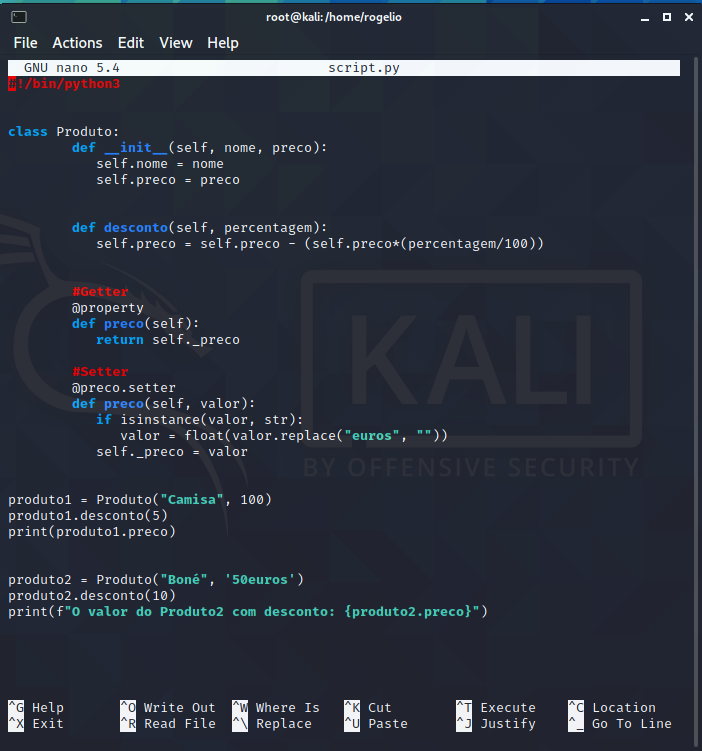 root@kali: /home/rogelio
File Actions Edit View Help
GNU nano 5.4 script.py
#!/bin/python3
class Produto:
def __init__(self, nome, preco):
self.nome = nome
self.preco = preco
def desconto(self, percentagem):
self.preco = self.preco - (self.preco*(percentagem/100))
#Getter
@property
def preco(self):
return self._preco
#Setter
@preco.setter
def preco(self, valor):
if isinstance(valor, str):
valor = float(valor.replace("euros", ""))
self._preco = valor
produto1 = Produto("Camisa", 100)
produto1.desconto(5)
print(produto1.preco)
produto2 = Produto("Boné", '50euros')
produto2.desconto(10)
print(f"O valor do Produto2 com desconto: {produto2.preco}")
KALI
BY OFFENSIVE SECURITY
^G Help ^O Write Out ^W Where Is ^K Cut ^T Execute ^C Location
^X Exit ^R Read File ^\ Replace ^U Paste ^J Justify ^_ Go To Line